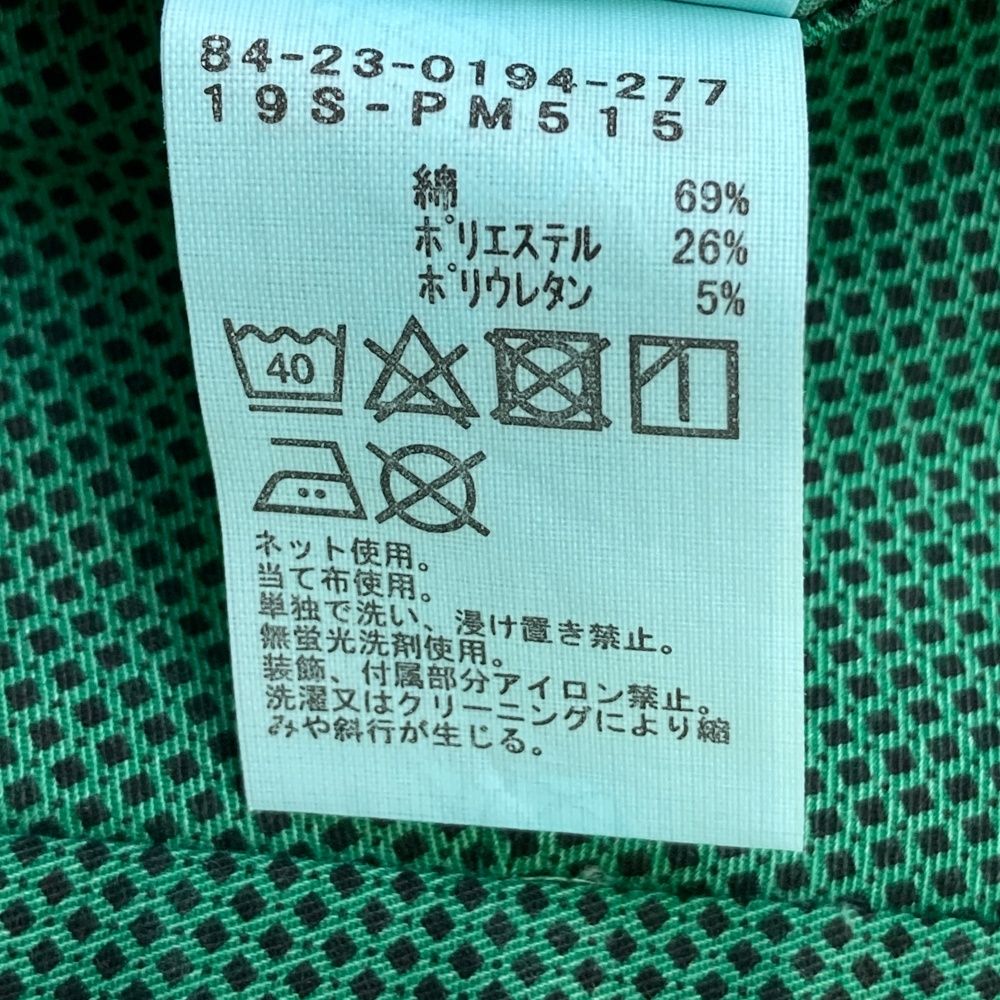 84-23-0194-277
19S-PM515
綿 69%
ポリエステル 26%
ポリウレタン 5%
40
ネット使用。
当て布使用。
単独で洗い、浸け置き禁止。
無蛍光洗剤使用。
装飾、付属部分アイロン禁止。
洗濯又はクリーニングにより縮
みや斜行が生じる。